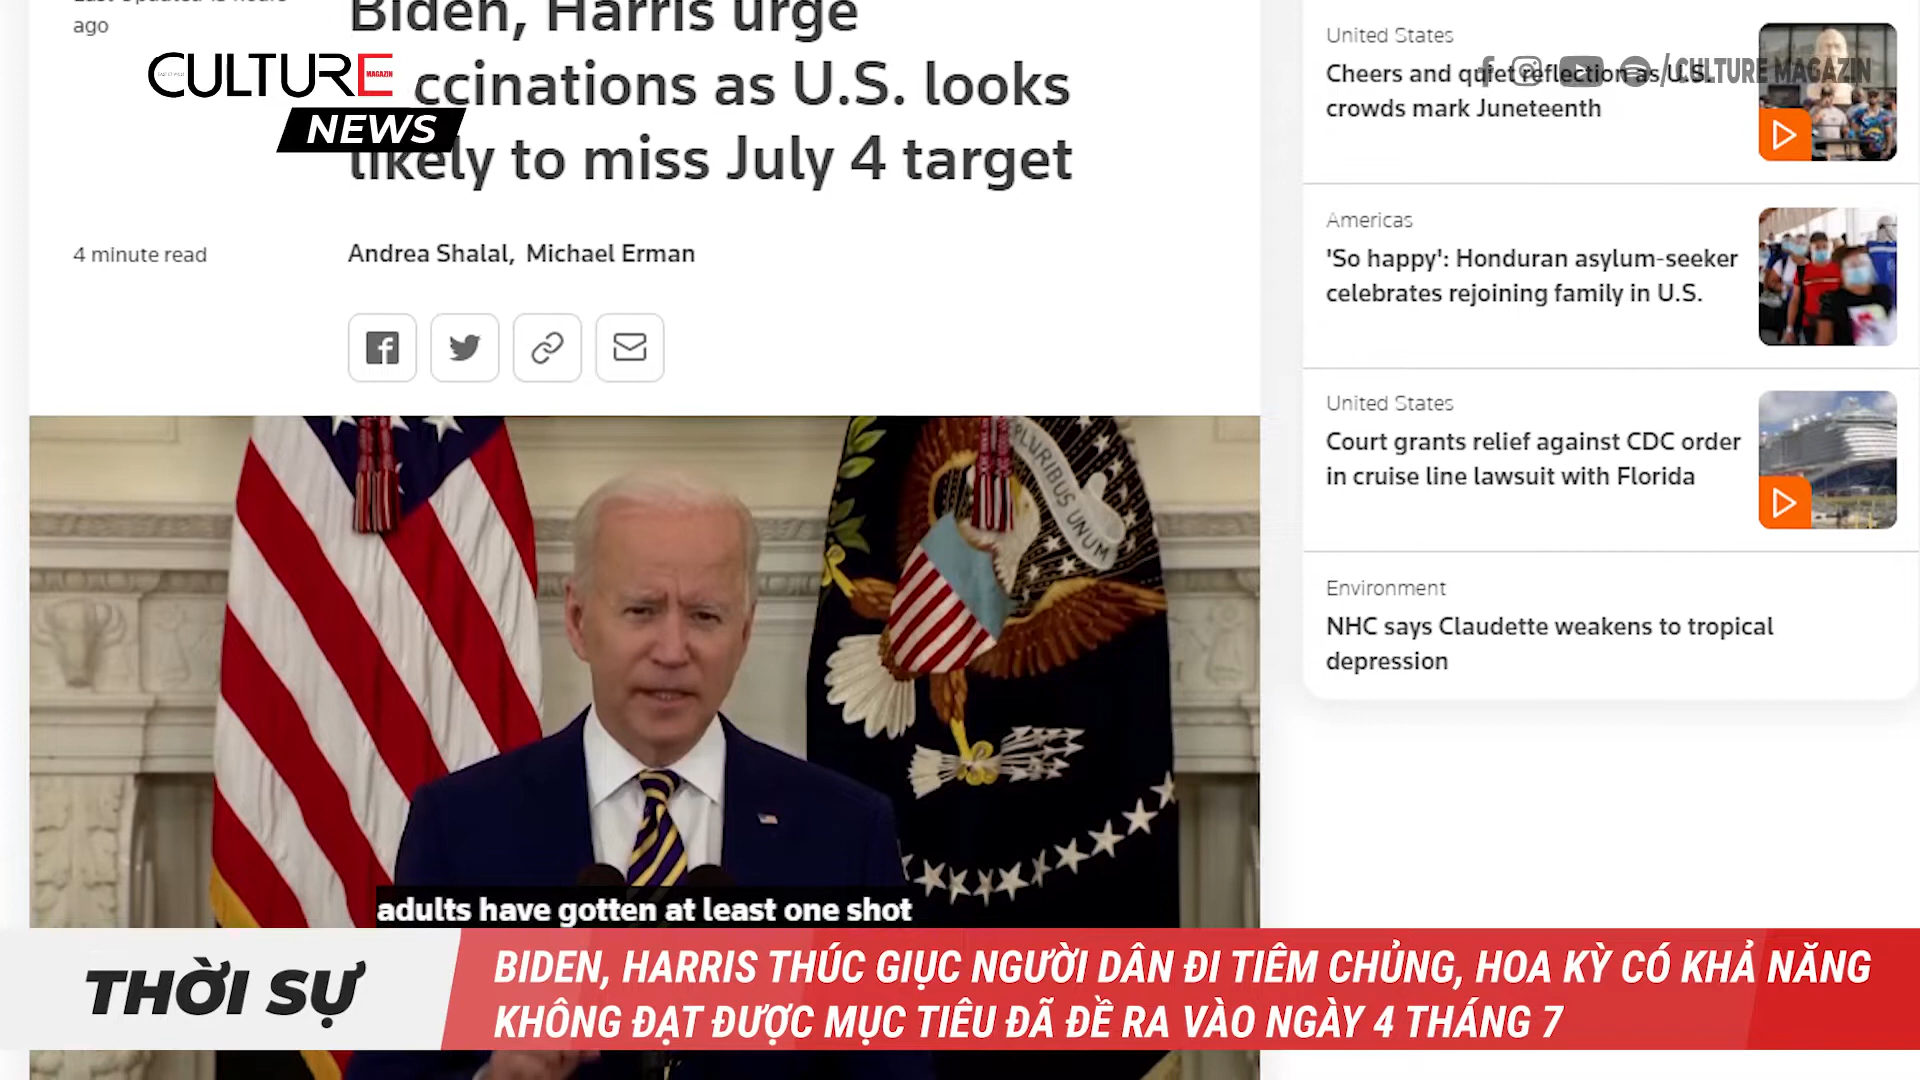 ago
Biden, Harris urge
ccinations as U.S. looks
likely to miss July 4 target
CULTURE
MAGAZIN
NEWS
4 minute read
Andrea Shalal, Michael Erman
United States
Cheers and quiet reflection as U.S.
crowds mark Juneteenth
/CULTURE MAGAZIN
Americas
'So happy': Honduran asylum-seeker
celebrates rejoining family in U.S.
United States
Court grants relief against CDC order
in cruise line lawsuit with Florida
Environment
NHC says Claudette weakens to tropical
depression
PLURIBUS UNUM
adults have gotten at least one shot
THỜI SỰ
BIDEN, HARRIS THÚC GIỤC NGƯỜI DÂN ĐI TIÊM CHỦNG, HOA KỲ CÓ KHẢ NĂNG
KHÔNG ĐẠT ĐƯỢC MỤC TIÊU ĐÃ ĐỀ RA VÀO NGÀY 4 THÁNG 7